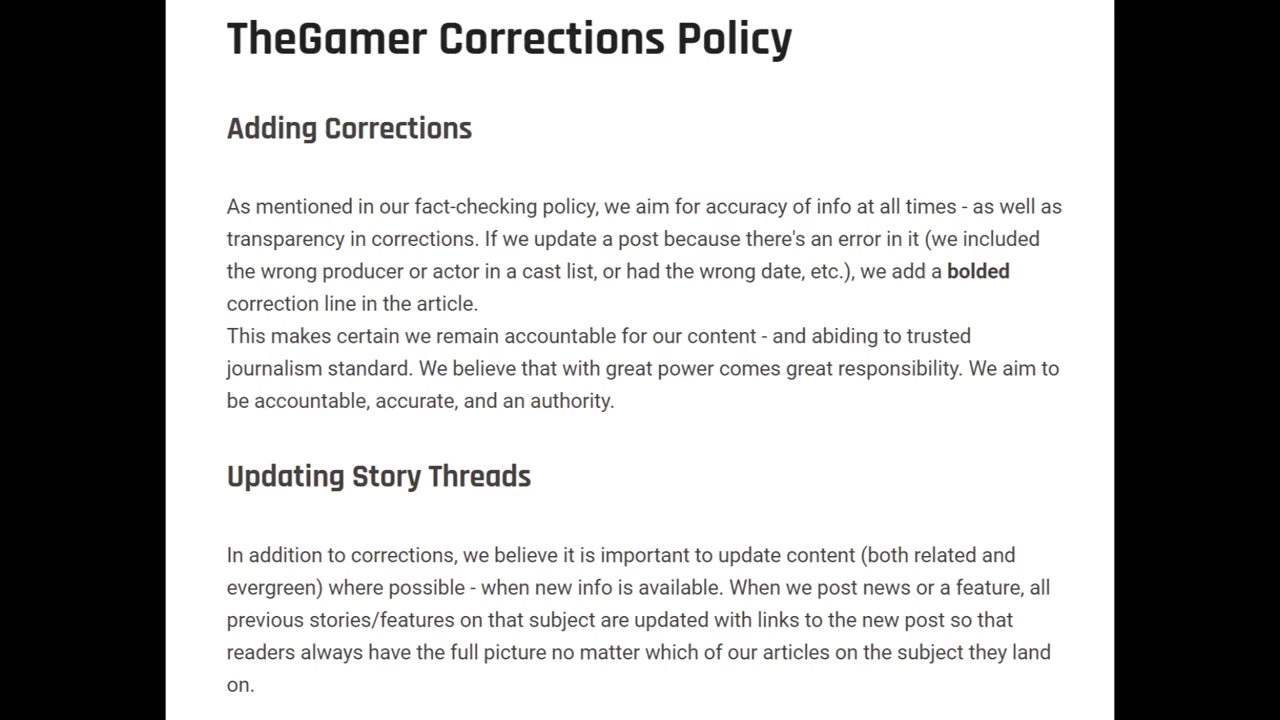 TheGamer Corrections Policy
Adding Corrections
As mentioned in our fact-checking policy, we aim for accuracy of info at all times - as well as
transparency in corrections. If we update a post because there's an error in it (we included
the wrong producer or actor in a cast list, or had the wrong date, etc.), we add a bolded
correction line in the article.
This makes certain we remain accountable for our content - and abiding to trusted
journalism standard. We believe that with great power comes great responsibility. We aim to
be accountable, accurate, and an authority.
Updating Story Threads
In addition to corrections, we believe it is important to update content (both related and
evergreen) where possible - when new info is available. When we post news or a feature, all
previous stories/features on that subject are updated with links to the new post so that
readers always have the full picture no matter which of our articles on the subject they land
on.